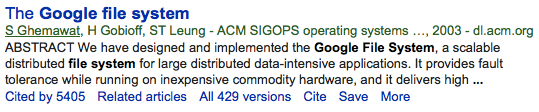 The Google file system
S Ghemawat, H Gobioff, ST Leung - ACM SIGOPS operating systems ..., 2003 - dl.acm.org
ABSTRACT We have designed and implemented the Google File System, a scalable
distributed file system for large distributed data-intensive applications. It provides fault
tolerance while running on inexpensive commodity hardware, and it delivers high ...
Cited by 5405 Related articles All 429 versions Cite Save More